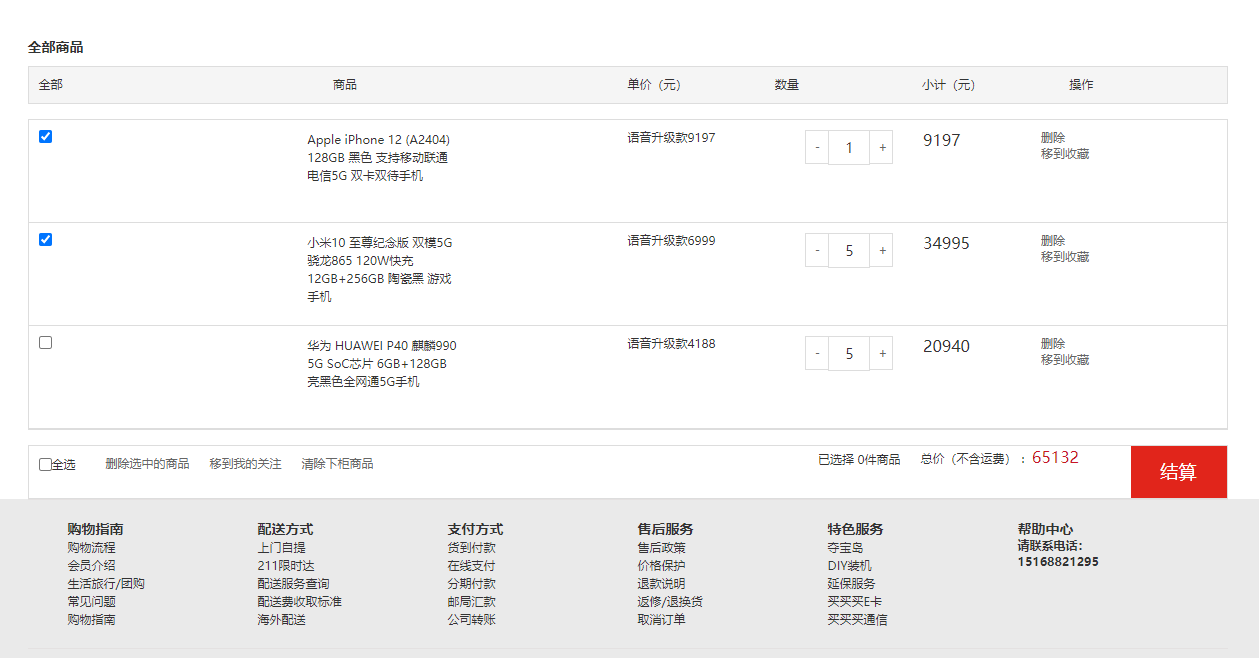 全部商品
全部 商品 单价（元） 数量 小计（元） 操作
Apple iPhone 12 (A2404) 语音升级款9197 - 1 + 9197 删除
128GB 黑色 支持移动联通 移到收藏
电信5G 双卡双待手机
小米10 至尊纪念版 双模5G 语音升级款6999 - 5 + 34995 删除
骁龙865 120W快充 移到收藏
12GB+256GB 陶瓷黑 游戏
手机
华为 HUAWEI P40 麒麟990 语音升级款4188 - 5 + 20940 删除
5G SoC芯片 6GB+128GB 移到收藏
亮黑色全网通5G手机
全选 删除选中的商品 移到我的关注 清除下柜商品 已选择 0件商品 总价（不含运费）：65132 结算
购物指南 配送方式 支付方式 售后服务 特色服务 帮助中心
购物流程 上门自提 货到付款 售后政策 夺宝岛 请联系电话：
会员介绍 211限时达 在线支付 价格保护 DIY装机 15168821295
生活旅行/团购 配送服务查询 分期付款 退款说明 延保服务
常见问题 配送费收取标准 邮局汇款 返修/退换货 买买买E卡
购物指南 海外配送 公司转账 取消订单 买买买通信